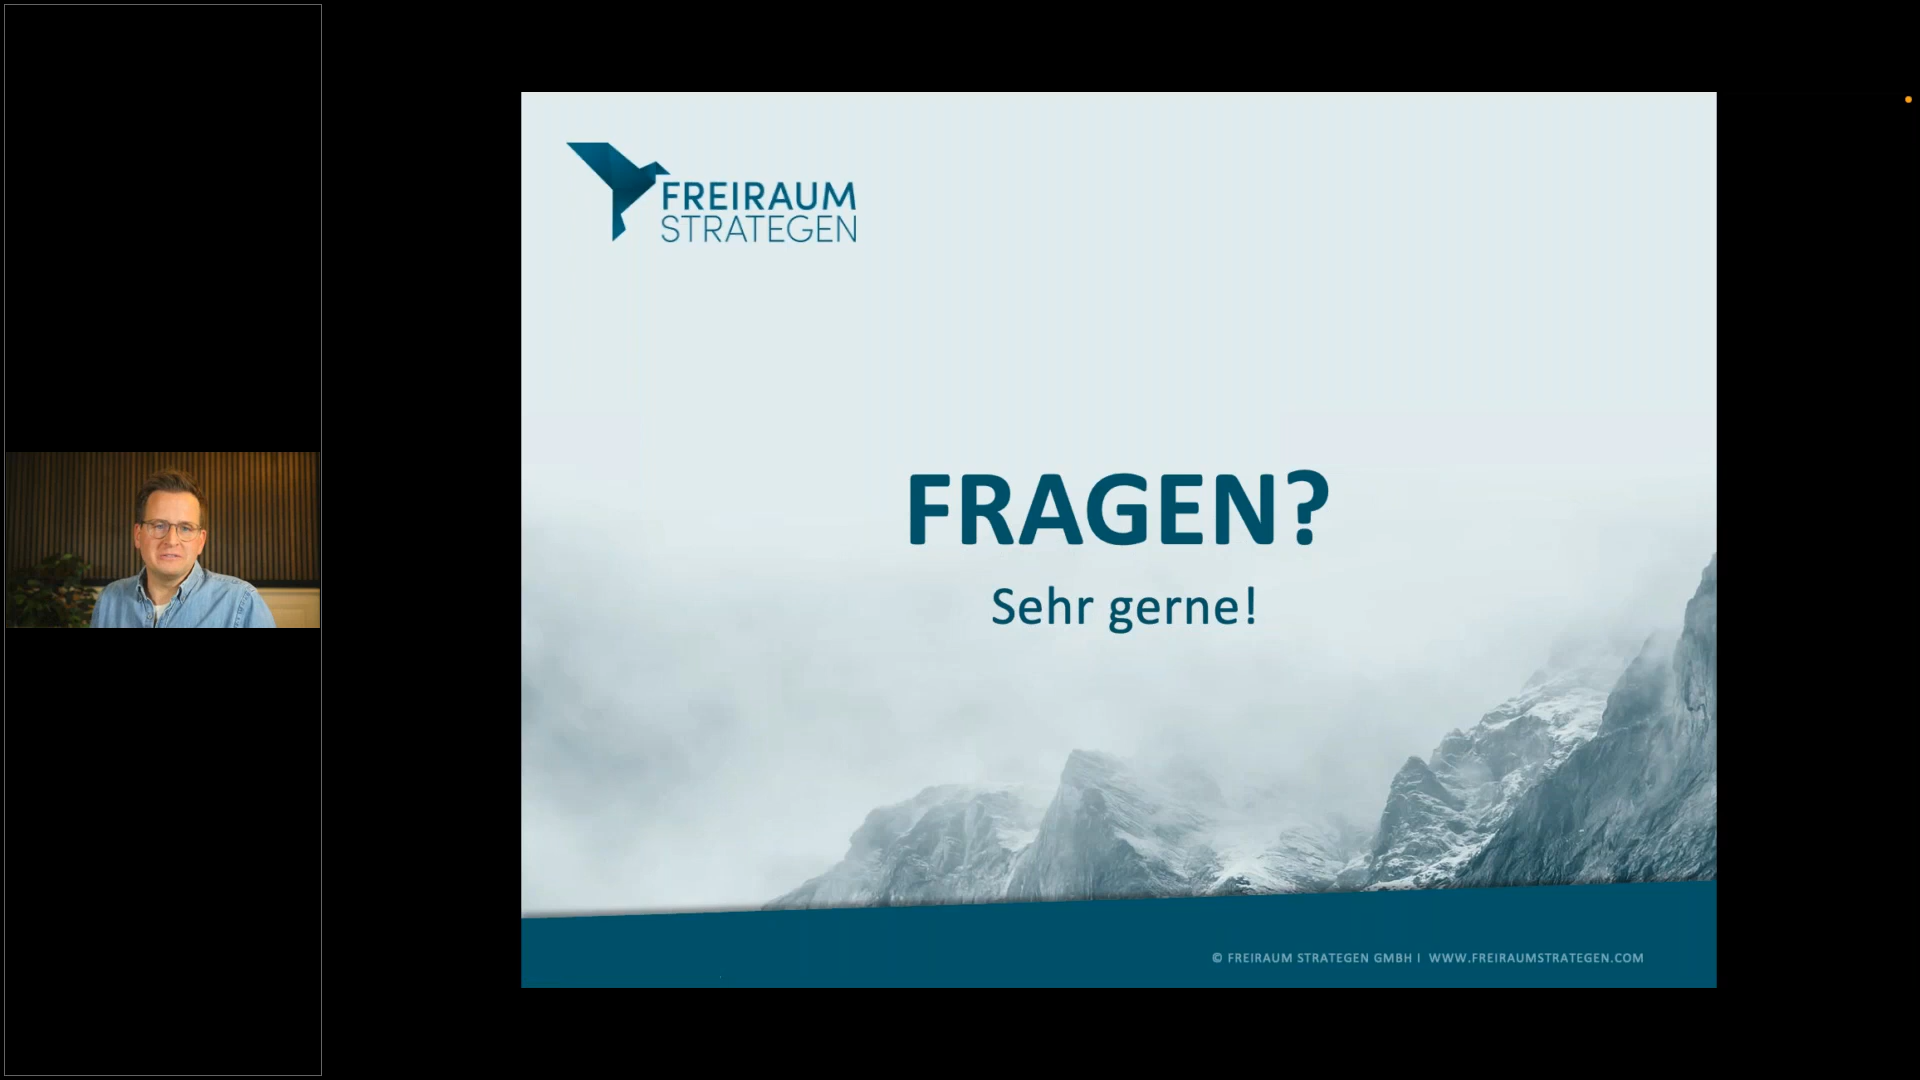 FREIRAUM
STRATEGEN
FRAGEN?
Sehr gerne!
© FREIRAUM STRATEGEN GMBH I WWW.FREIRAUMSTRATEGEN.COM